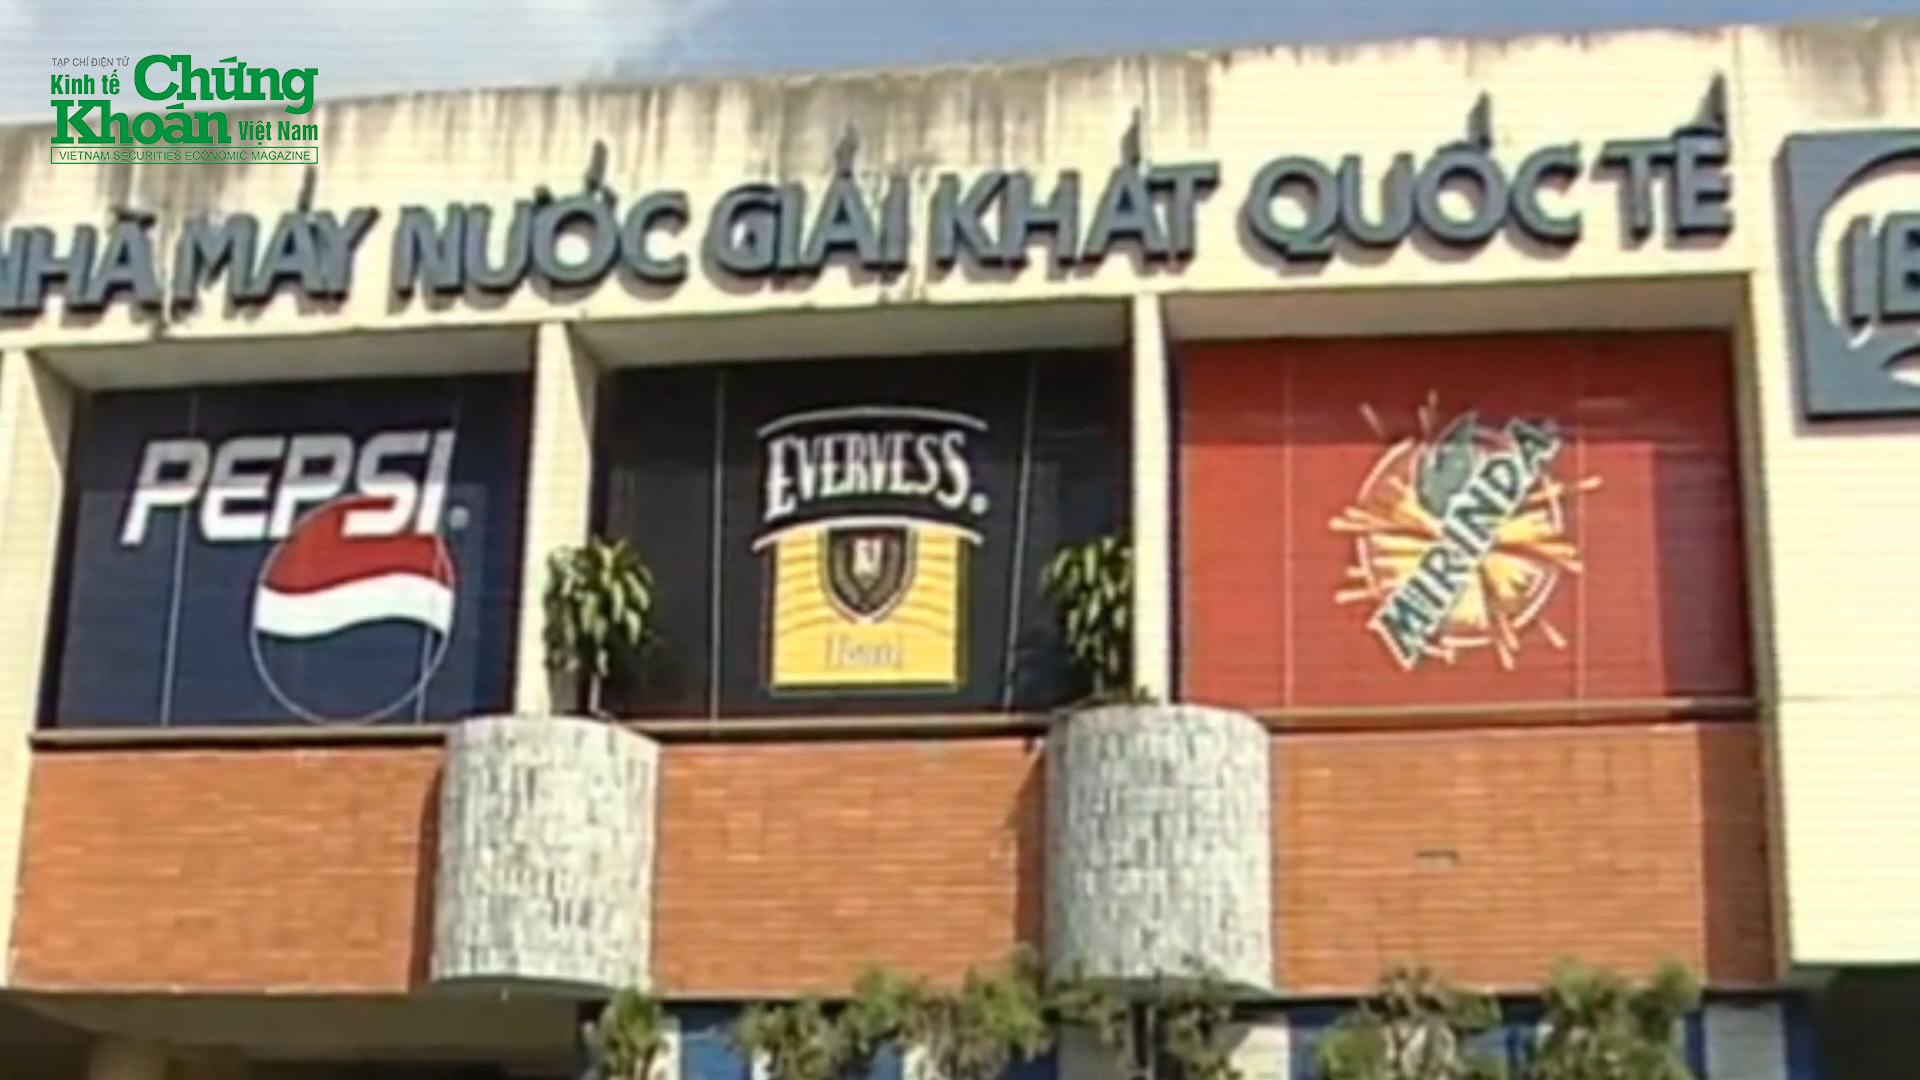 TẠP CHÍ ĐIỆN TỬ
Kinh tế Chứng
Khoán Việt Nam
VIETNAM SECURITIES ECONOMIC MAGAZINE
NHÀ MÁY NƯỚC GIẢI KHÁT QUỐC TẾ
PEPSI
EVERVESS
MIRINDA